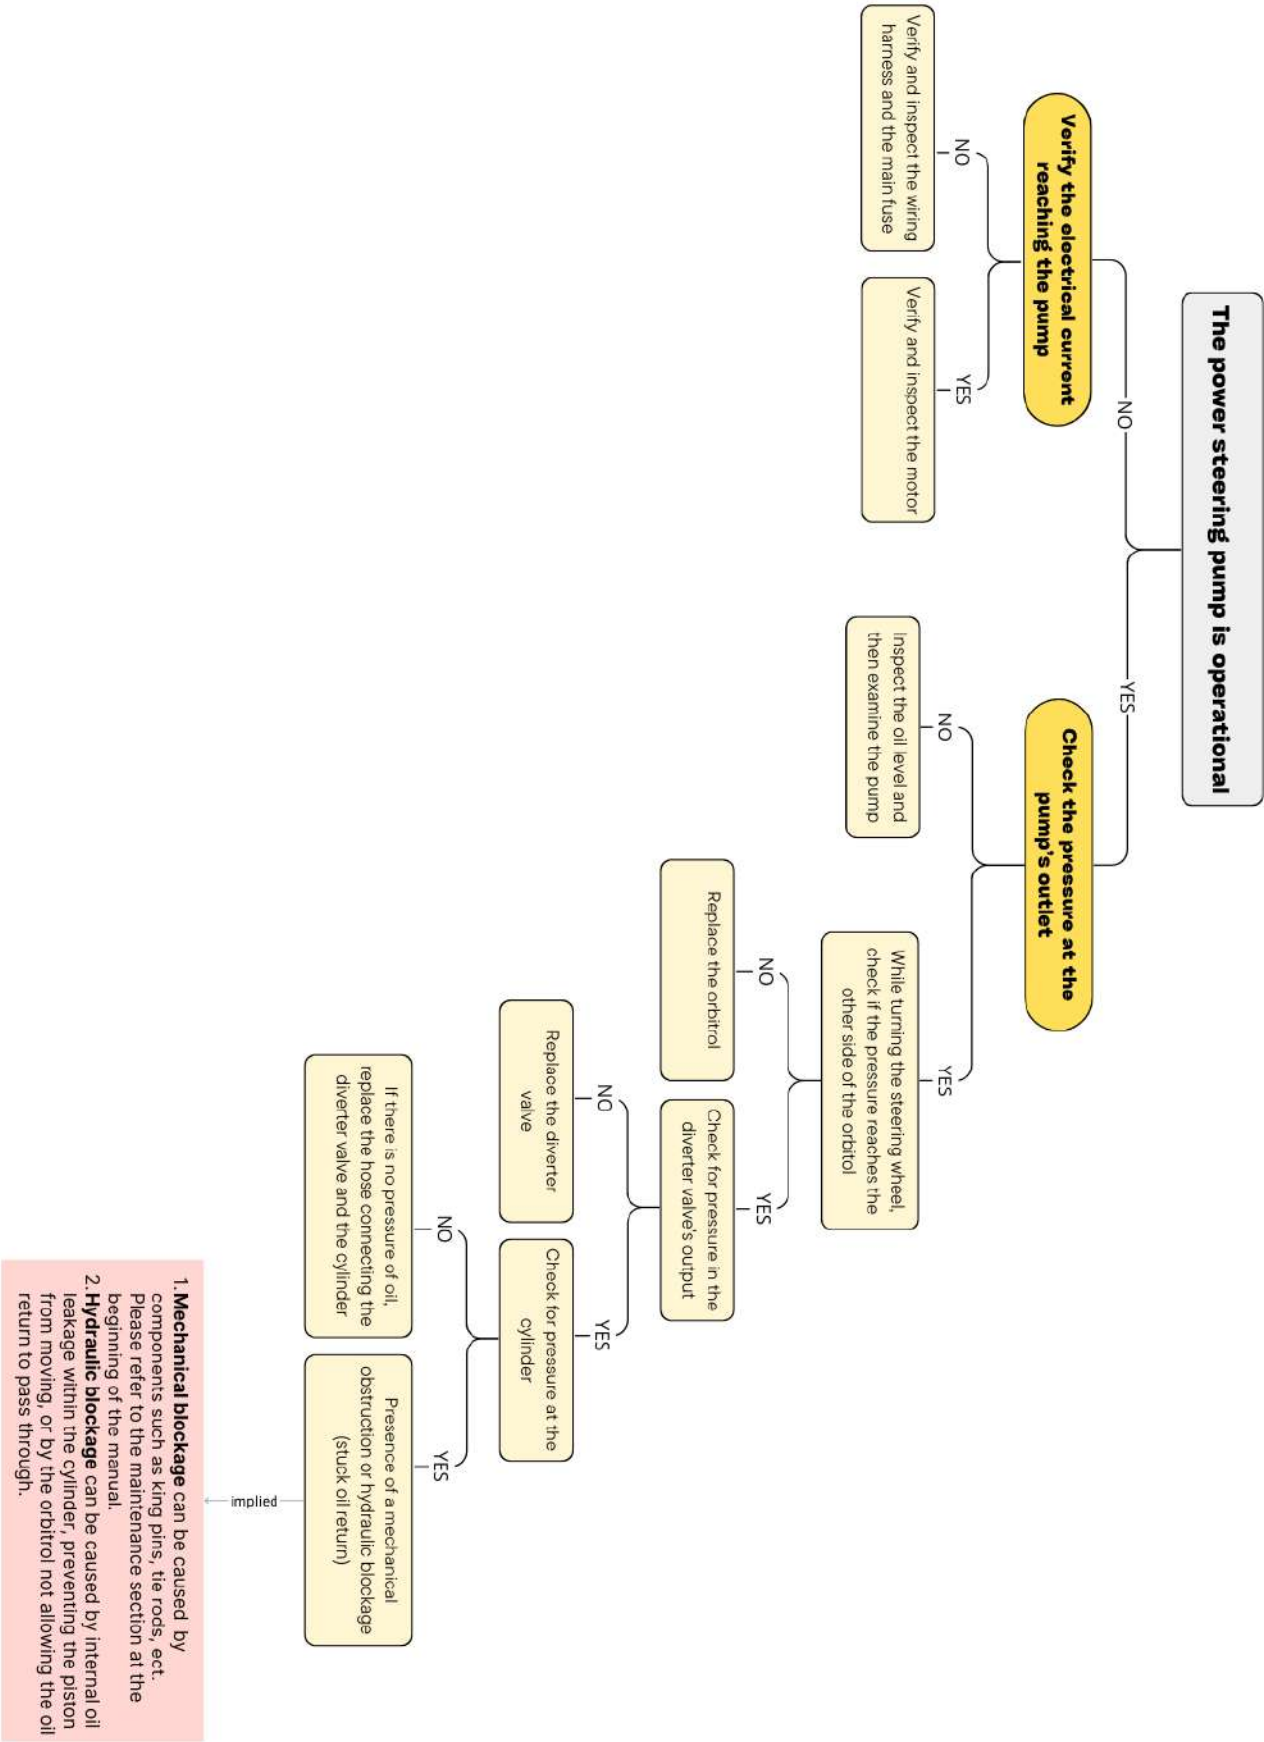 The power steering pump is operational
NO
YES
Verify the electrical current
reaching the pump
Check the pressure at the
pump's outlet
NO
YES
NO
YES
Verify and inspect the wiring
harness and the main fuse
Verify and inspect the motor
Inspect the oil level and
then examine the pump
While turning the steering wheel,
check if the pressure reaches the
other side of the orbitol
NO
YES
Replace the orbitrol
Check for pressure in the
diverter valve's output
NO
YES
Replace the diverter
valve
Check for pressure at the
cylinder
NO
YES
If there is no pressure of oil,
replace the hose connecting the
diverter valve and the cylinder
Presence of a mechanical
obstruction or hydraulic blockage
(stuck oil return)
implied
1. Mechanical blockage can be caused by
components such as king pins, tie rods, ect.
Please refer to the maintenance section at the
beginning of the manual.
2. Hydraulic blockage can be caused by internal oil
leakage within the cylinder, preventing the piston
from moving, or by the orbitrol not allowing the oil
return to pass through.